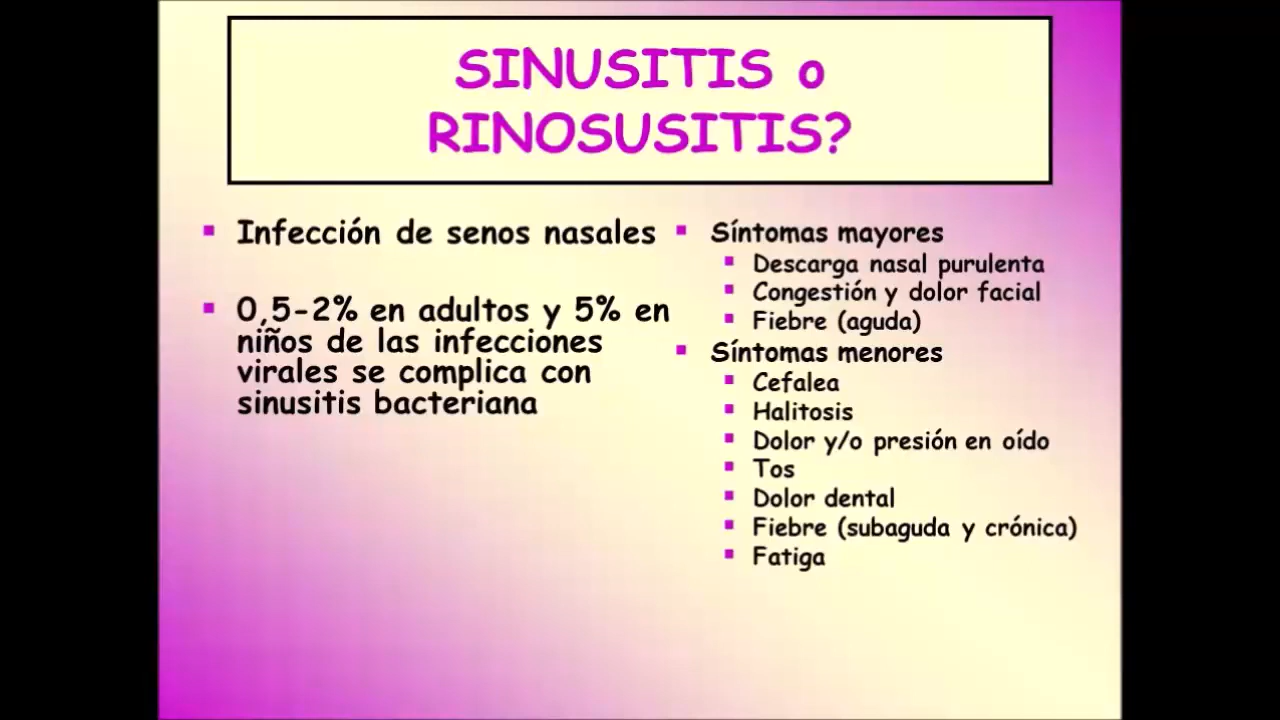 SINUSITIS o
RINOSUSITIS?
Infección de senos nasales
0,5-2% en adultos y 5% en
niños de las infecciones
virales se complica con
sinusitis bacteriana
Síntomas mayores
Descarga nasal purulenta
Congestión y dolor facial
Fiebre (aguda)
Síntomas menores
Cefalea
Halitosis
Dolor y/o presión en oído
Tos
Dolor dental
Fiebre (subaguda y crónica)
Fatiga